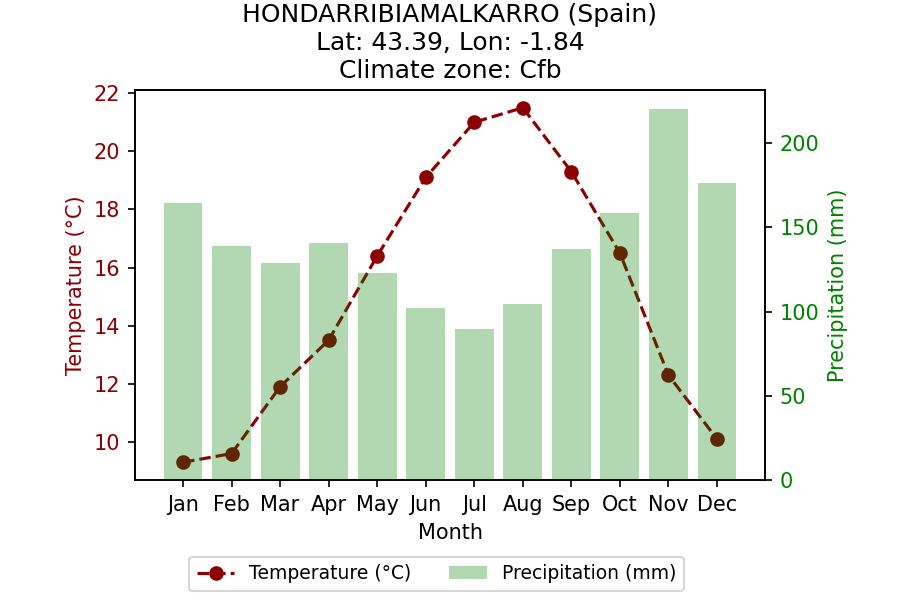 HONDARRIBIAMALKARRO (Spain)
Lat: 43.39, Lon: -1.84
Climate zone: Cfb
Temperature (°C)
22
20
18
16
14
12
10
Precipitation (mm)
200
150
100
50
0
Jan Feb Mar Apr May Jun Jul Aug Sep Oct Nov Dec
Month
Temperature (°C) Precipitation (mm)